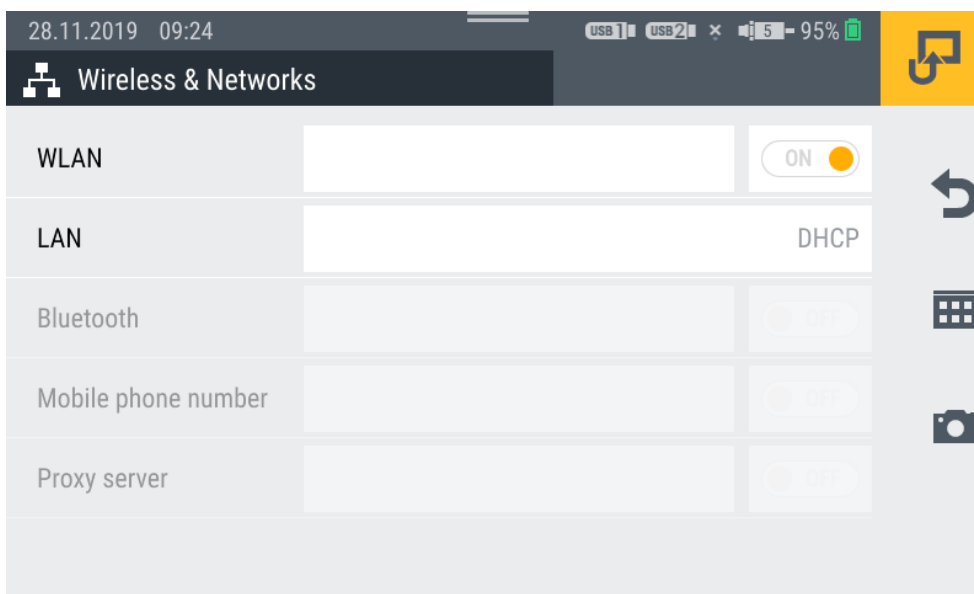 28.11.2019 09:24 USB 1 USB 2 5 95%
Wireless & Networks
WLAN ON
LAN DHCP
Bluetooth OFF
Mobile phone number OFF
Proxy server OFF